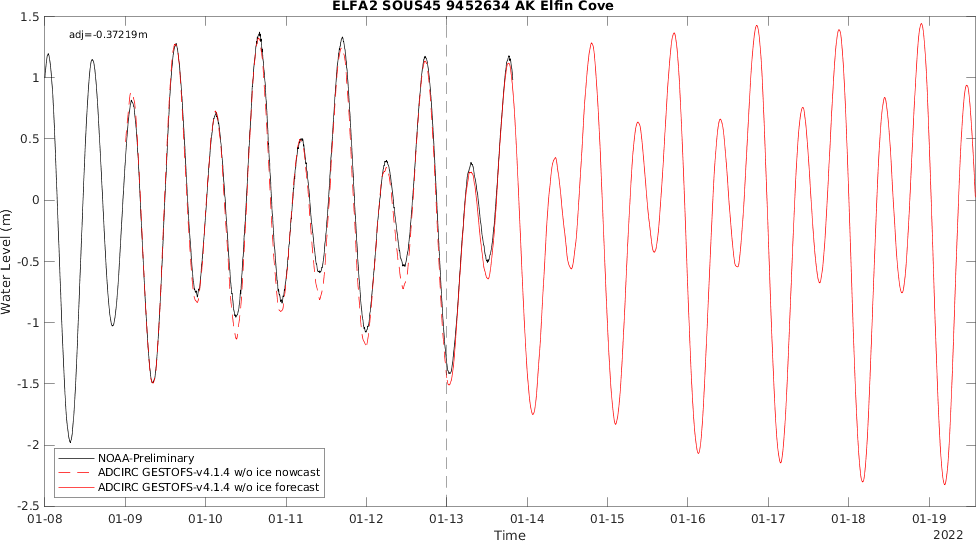 ELFA2 SOUS45 9452634 AK Elfin Cove
adj=-0.37219m
1.5
1
0.5
0
-0.5
-1
-1.5
-2
-2.5
Water Level (m)
NOAA-Preliminary
ADCIRC GESTOFS-v4.1.4 w/o ice nowcast
ADCIRC GESTOFS-v4.1.4 w/o ice forecast
01-08 01-09 01-10 01-11 01-12 01-13 01-14 01-15 01-16 01-17 01-18 01-19
Time
2022